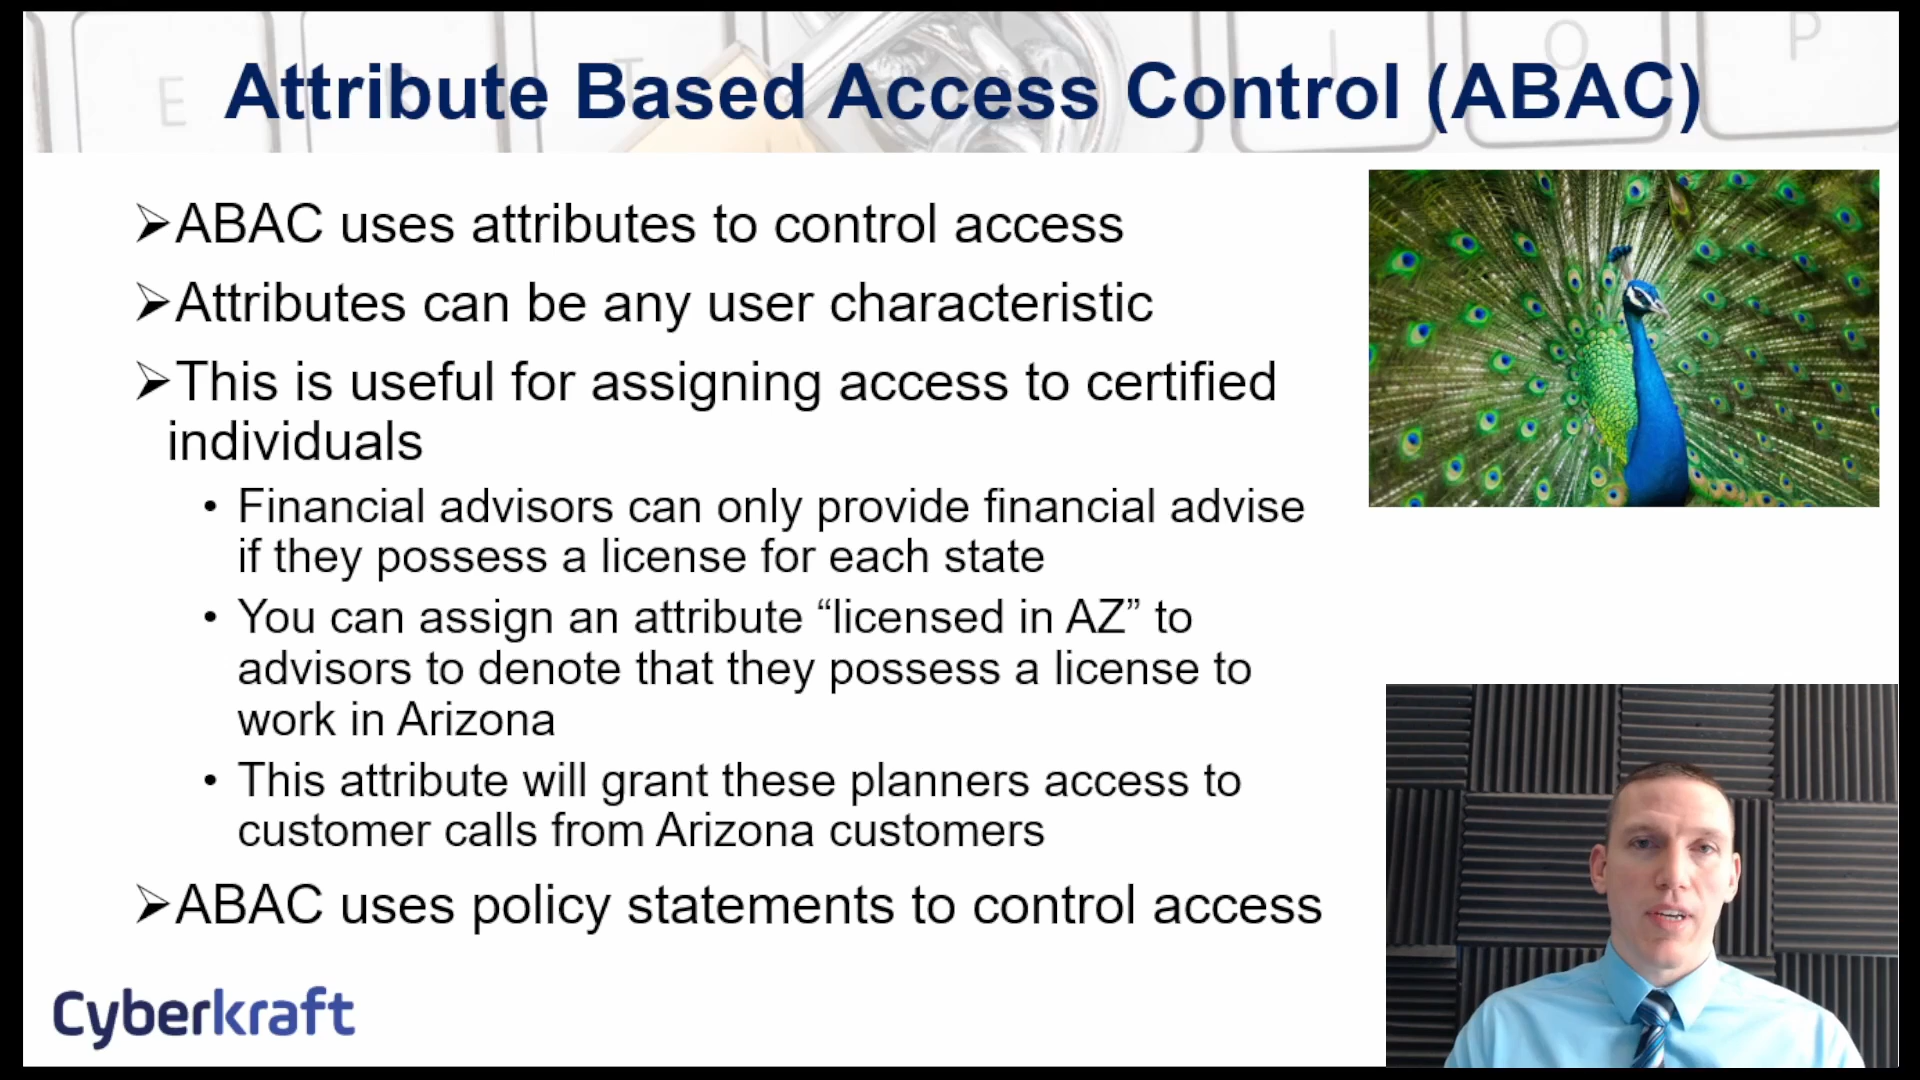 Attribute Based Access Control (ABAC)
➢ABAC uses attributes to control access
➢Attributes can be any user characteristic
➢This is useful for assigning access to certified
individuals
• Financial advisors can only provide financial advise
if they possess a license for each state
• You can assign an attribute “licensed in AZ” to
advisors to denote that they possess a license to
work in Arizona
• This attribute will grant these planners access to
customer calls from Arizona customers
➢ABAC uses policy statements to control access
Cyberkraft
E
T
I
O
P